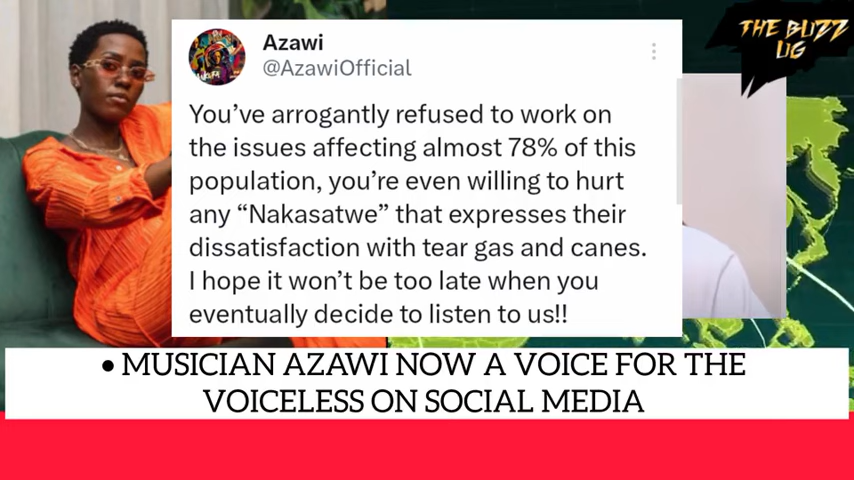 THE BUZZ
UG
Azawi
@AzawiOfficial
You’ve arrogantly refused to work on
the issues affecting almost 78% of this
population, you’re even willing to hurt
any “Nakasatwe” that expresses their
dissatisfaction with tear gas and canes.
I hope it won’t be too late when you
eventually decide to listen to us!!
• MUSICIAN AZAWI NOW A VOICE FOR THE
VOICELESS ON SOCIAL MEDIA